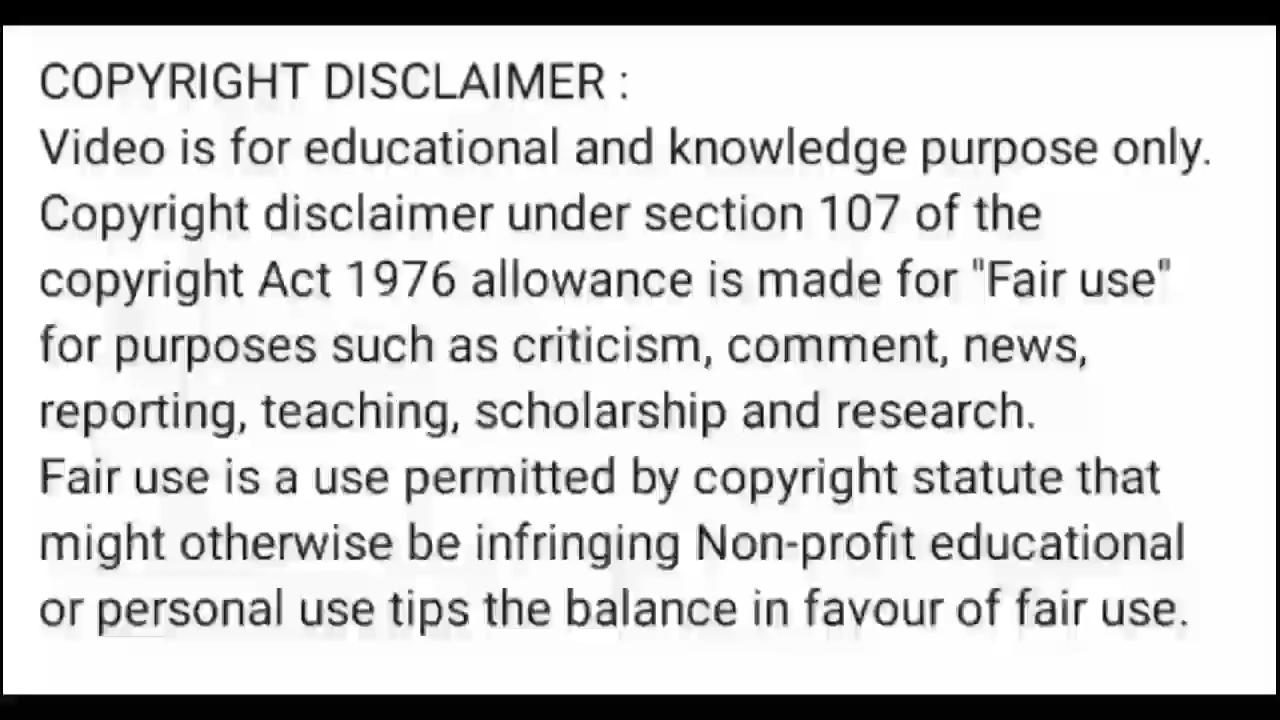 COPYRIGHT DISCLAIMER :
Video is for educational and knowledge purpose only.
Copyright disclaimer under section 107 of the
copyright Act 1976 allowance is made for "Fair use"
for purposes such as criticism, comment, news,
reporting, teaching, scholarship and research.
Fair use is a use permitted by copyright statute that
might otherwise be infringing Non-profit educational
or personal use tips the balance in favour of fair use.